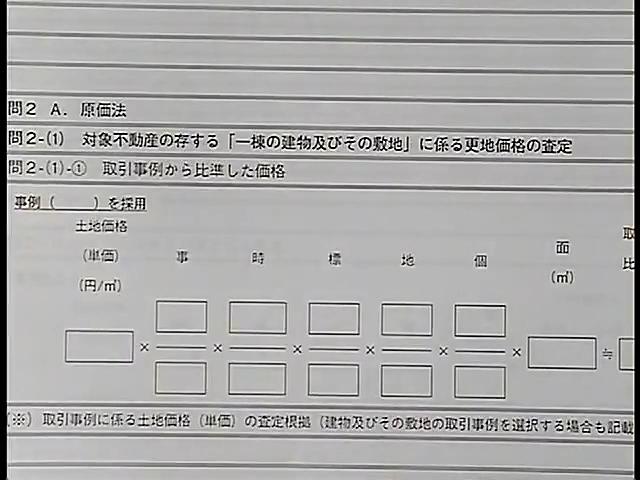 問2 A. 原価法
問2-(1) 対象不動産の存する「一棟の建物及びその敷地」に係る更地価格の査定
問2-(1)-① 取引事例から比準した価格
事例(　　　)を採用
土地価格 取
(単価) 事 時 標 地 個 面 比
(円/㎡) (㎡)
× × × × × × ≒
(※) 取引事例に係る土地価格(単価)の査定根拠(建物及びその敷地の取引事例を選択する場合も記載